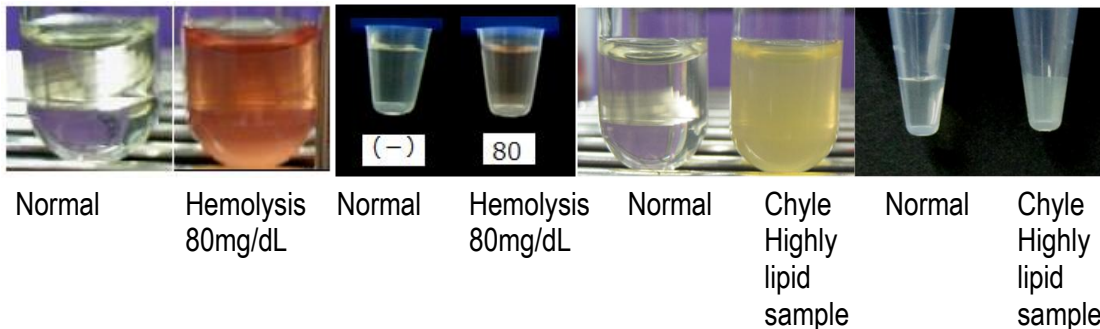 (-)
80
Normal
Hemolysis
80mg/dL
Normal
Hemolysis
80mg/dL
Normal
Chyle
Highly
lipid
sample
Normal
Chyle
Highly
lipid
sample